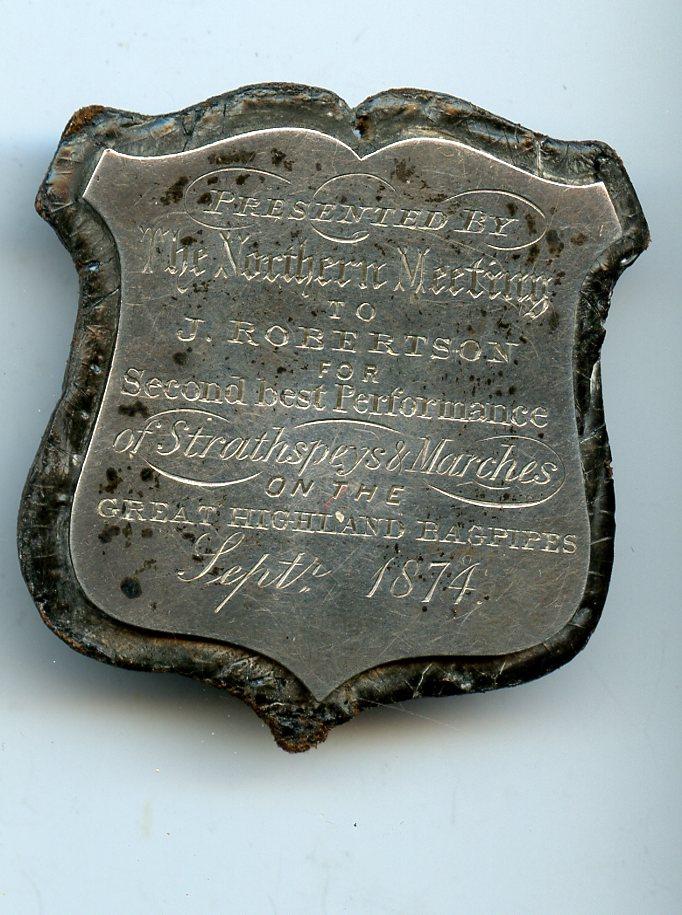 PRESENTED BY
The Northern Meeting
TO
J. ROBERTSON
FOR
Second best Performance
of Strathspeys & Marches
ON THE
GREAT HIGHLAND BAGPIPES
Septr. 1874.